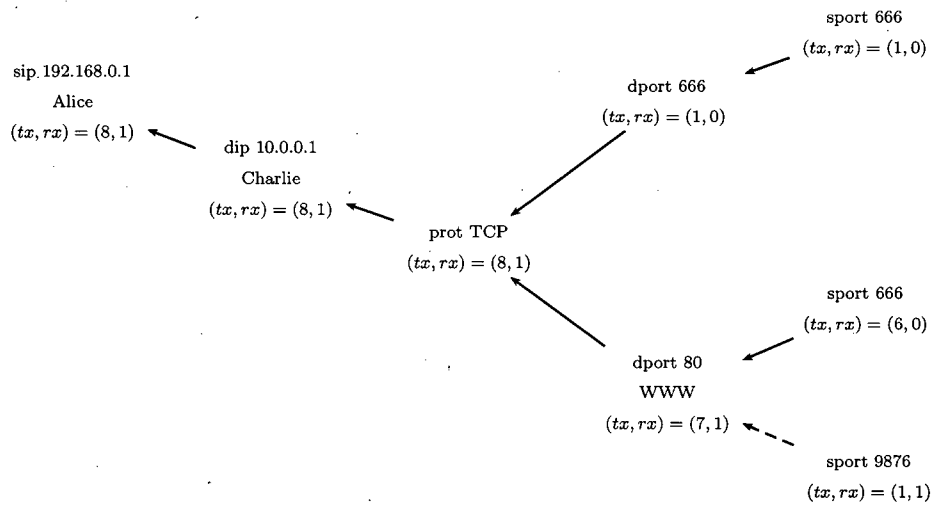 sport 666
(tx, rx) = (1, 0)
sip 192.168.0.1
Alice
(tx, rx) = (8, 1)
dport 666
(tx, rx) = (1, 0)
dip 10.0.0.1
Charlie
(tx, rx) = (8, 1)
prot TCP
(tx, rx) = (8, 1)
sport 666
(tx, rx) = (6, 0)
dport 80
WWW
(tx, rx) = (7, 1)
sport 9876
(tx, rx) = (1, 1)